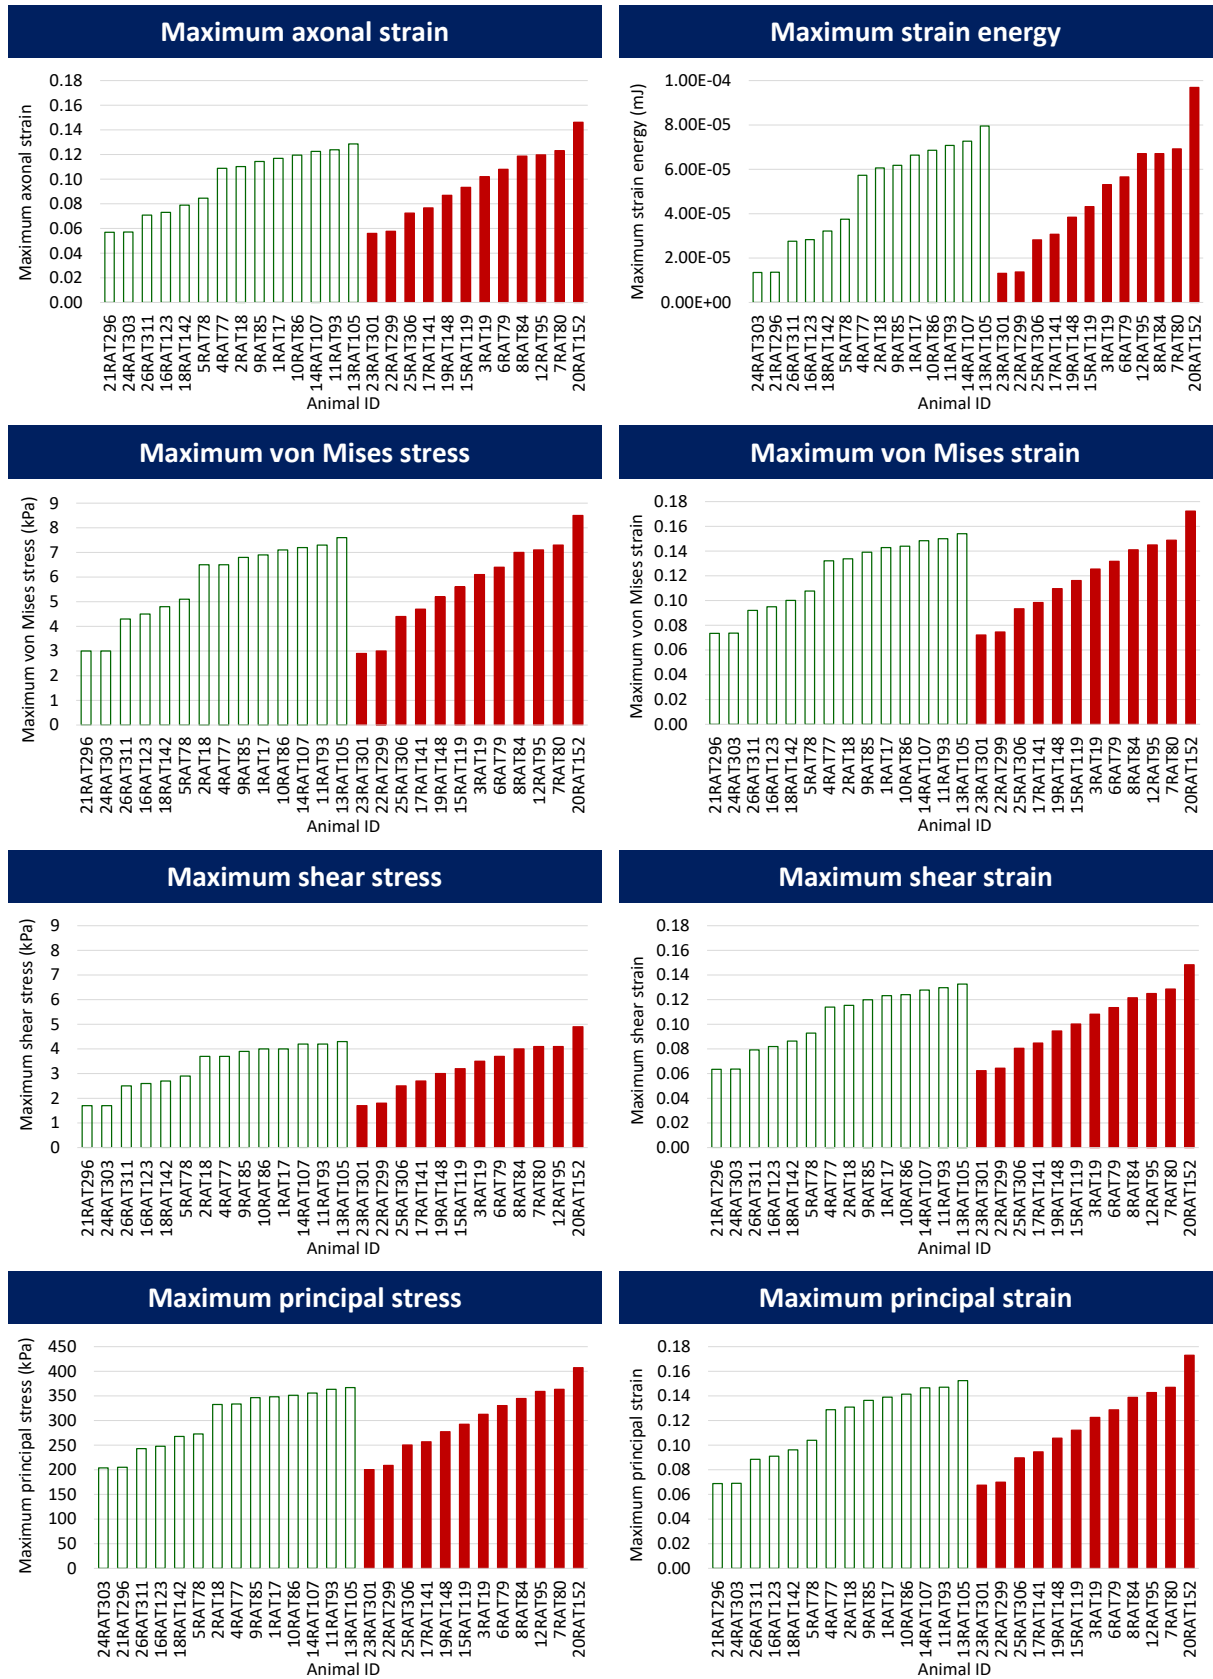 Maximum axonal strain
Maximum axonal strain
0.18
0.16
0.14
0.12
0.10
0.08
0.06
0.04
0.02
0.00
21RAT296
24RAT303
26RAT311
16RAT123
18RAT142
5RAT78
4RAT77
2RAT18
9RAT85
1RAT17
10RAT86
14RAT107
11RAT93
13RAT105
23RAT301
22RAT299
25RAT306
17RAT141
19RAT148
15RAT119
3RAT19
6RAT79
8RAT84
12RAT95
7RAT80
20RAT152
Animal ID
Maximum strain energy
Maximum strain energy (mJ)
1.00E-04
8.00E-05
6.00E-05
4.00E-05
2.00E-05
0.00E+00
24RAT303
21RAT296
26RAT311
16RAT123
18RAT142
5RAT78
4RAT77
2RAT18
9RAT85
1RAT17
10RAT86
11RAT93
14RAT107
13RAT105
23RAT301
22RAT299
25RAT306
17RAT141
19RAT148
15RAT119
3RAT19
6RAT79
12RAT95
8RAT84
7RAT80
20RAT152
Animal ID
Maximum von Mises stress
Maximum von Mises stress (kPa)
9
8
7
6
5
4
3
2
1
0
21RAT296
24RAT303
26RAT311
16RAT123
18RAT142
5RAT78
2RAT18
4RAT77
9RAT85
1RAT17
10RAT86
14RAT107
11RAT93
13RAT105
23RAT301
22RAT299
25RAT306
17RAT141
19RAT148
15RAT119
3RAT19
6RAT79
8RAT84
12RAT95
7RAT80
20RAT152
Animal ID
Maximum von Mises strain
Maximum von Mises strain
0.18
0.16
0.14
0.12
0.10
0.08
0.06
0.04
0.02
0.00
21RAT296
24RAT303
26RAT311
16RAT123
18RAT142
5RAT78
4RAT77
2RAT18
9RAT85
1RAT17
10RAT86
14RAT107
11RAT93
13RAT105
23RAT301
22RAT299
25RAT306
17RAT141
19RAT148
15RAT119
3RAT19
6RAT79
8RAT84
12RAT95
7RAT80
20RAT152
Animal ID
Maximum shear stress
Maximum shear stress (kPa)
9
8
7
6
5
4
3
2
1
0
21RAT296
24RAT303
26RAT311
16RAT123
18RAT142
5RAT78
2RAT18
4RAT77
9RAT85
10RAT86
1RAT17
14RAT107
11RAT93
13RAT105
23RAT301
22RAT299
25RAT306
17RAT141
19RAT148
15RAT119
3RAT19
6RAT79
8RAT84
7RAT80
12RAT95
20RAT152
Animal ID
Maximum shear strain
Maximum shear strain
0.18
0.16
0.14
0.12
0.10
0.08
0.06
0.04
0.02
0.00
21RAT296
24RAT303
26RAT311
16RAT123
18RAT142
5RAT78
4RAT77
2RAT18
9RAT85
1RAT17
10RAT86
14RAT107
11RAT93
13RAT105
23RAT301
22RAT299
25RAT306
17RAT141
19RAT148
15RAT119
3RAT19
6RAT79
8RAT84
12RAT95
7RAT80
20RAT152
Animal ID
Maximum principal stress
Maximum principal stress (kPa)
450
400
350
300
250
200
150
100
50
0
24RAT303
21RAT296
26RAT311
16RAT123
18RAT142
5RAT78
2RAT18
4RAT77
9RAT85
1RAT17
10RAT86
14RAT107
11RAT93
13RAT105
23RAT301
22RAT299
25RAT306
17RAT141
19RAT148
15RAT119
3RAT19
6RAT79
8RAT84
12RAT95
7RAT80
20RAT152
Animal ID
Maximum principal strain
Maximum principal strain
0.18
0.16
0.14
0.12
0.10
0.08
0.06
0.04
0.02
0.00
21RAT296
24RAT303
26RAT311
16RAT123
18RAT142
5RAT78
4RAT77
2RAT18
9RAT85
1RAT17
10RAT86
14RAT107
11RAT93
13RAT105
23RAT301
22RAT299
25RAT306
17RAT141
19RAT148
15RAT119
3RAT19
6RAT79
8RAT84
12RAT95
7RAT80
20RAT152
Animal ID